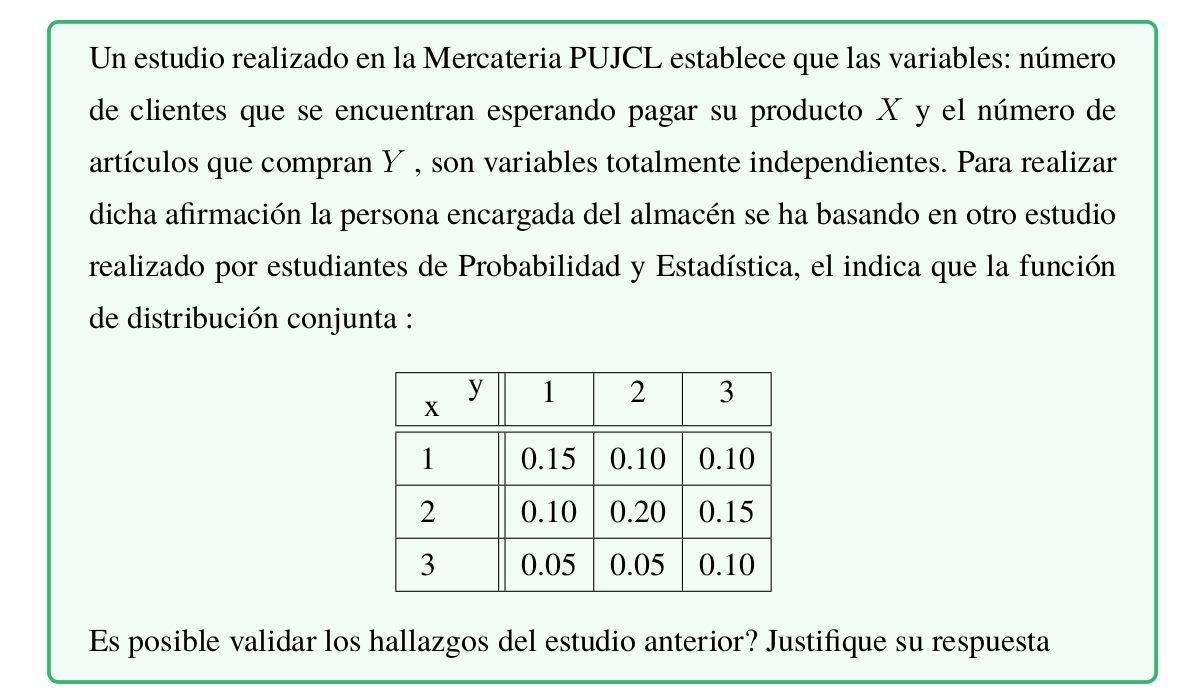 Un estudio realizado en la Mercateria PUJCL establece que las variables: número
de clientes que se encuentran esperando pagar su producto X y el número de
artículos que compran Y , son variables totalmente independientes. Para realizar
dicha afirmación la persona encargada del almacén se ha basando en otro estudio
realizado por estudiantes de Probabilidad y Estadística, el indica que la función
de distribución conjunta :
y
x 1 2 3
1 0.15 0.10 0.10
2 0.10 0.20 0.15
3 0.05 0.05 0.10
Es posible validar los hallazgos del estudio anterior? Justifique su respuesta